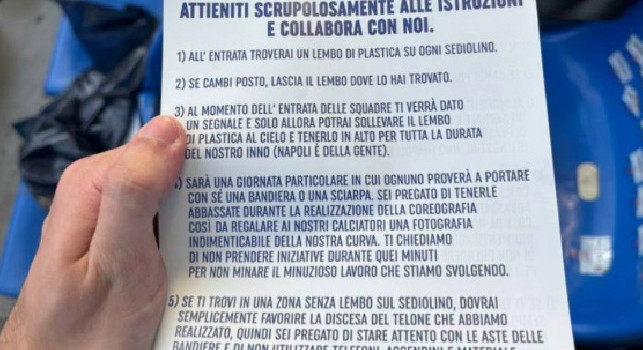 ATTIENITI SCRUPOLOSAMENTE ALLE ISTRUZIONI
E COLLABORA CON NOI.
1) ALL' ENTRATA TROVERAI UN LEMBO DI PLASTICA SU OGNI SEDIOLINO.
2) SE CAMBI POSTO, LASCIA IL LEMBO DOVE LO HAI TROVATO.
3) AL MOMENTO DELL' ENTRATA DELLE SQUADRE TI VERRÀ DATO
UN SEGNALE E SOLO ALLORA POTRAI SOLLEVARE IL LEMBO
DI PLASTICA AL CIELO E TENERLO IN ALTO PER TUTTA LA DURATA
DEL NOSTRO INNO (NAPOLI È DELLA GENTE).
) SARÀ UNA GIORNATA PARTICOLARE IN CUI OGNUNO PROVERÀ A PORTARE
CON SÉ UNA BANDIERA O UNA SCIARPA. SEI PREGATO DI TENERLE
ABBASSATE DURANTE LA REALIZZAZIONE DELLA COREOGRAFIA
COSÌ DA REGALARE AI NOSTRI CALCIATORI UNA FOTOGRAFIA
INDIMENTICABILE DELLA NOSTRA CURVA. TI CHIEDIAMO
DI NON PRENDERE INIZIATIVE DURANTE QUEI MINUTI
PER NON MINARE IL MINUZIOSO LAVORO CHE STIAMO SVOLGENDO.
5) SE TI TROVI IN UNA ZONA SENZA LEMBO SUL SEDIOLINO, DOVRAI
SEMPLICEMENTE FAVORIRE LA DISCESA DEL TELONE CHE ABBIAMO
REALIZZATO, QUINDI SEI PREGATO DI STARE ATTENTO CON LE ASTE DELLE
BANDIERE E DI NON UTILIZZARE TELEFONI, ACCENDINI E MATERIALE